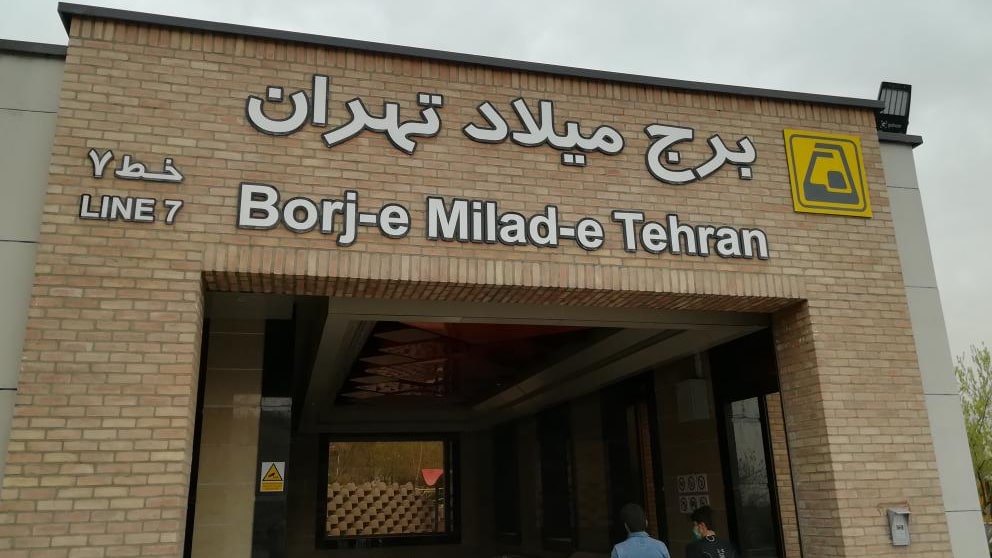 برج میلاد تهران
Borj-e Milad-e Tehran
خط ۷
LINE 7